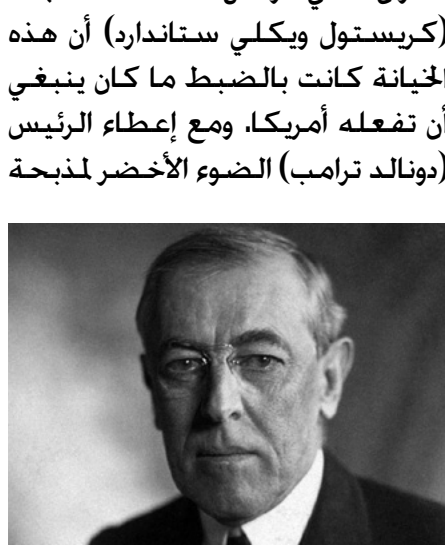 (كريستول ويكلي ستاندارد) أن هذه
الخيانة كانت بالضبط ما كان ينبغي
أن تفعله أمريكا. ومع إعطاء الرئيس
(دونالد ترامب) الضوء الأخضر لمذبحة